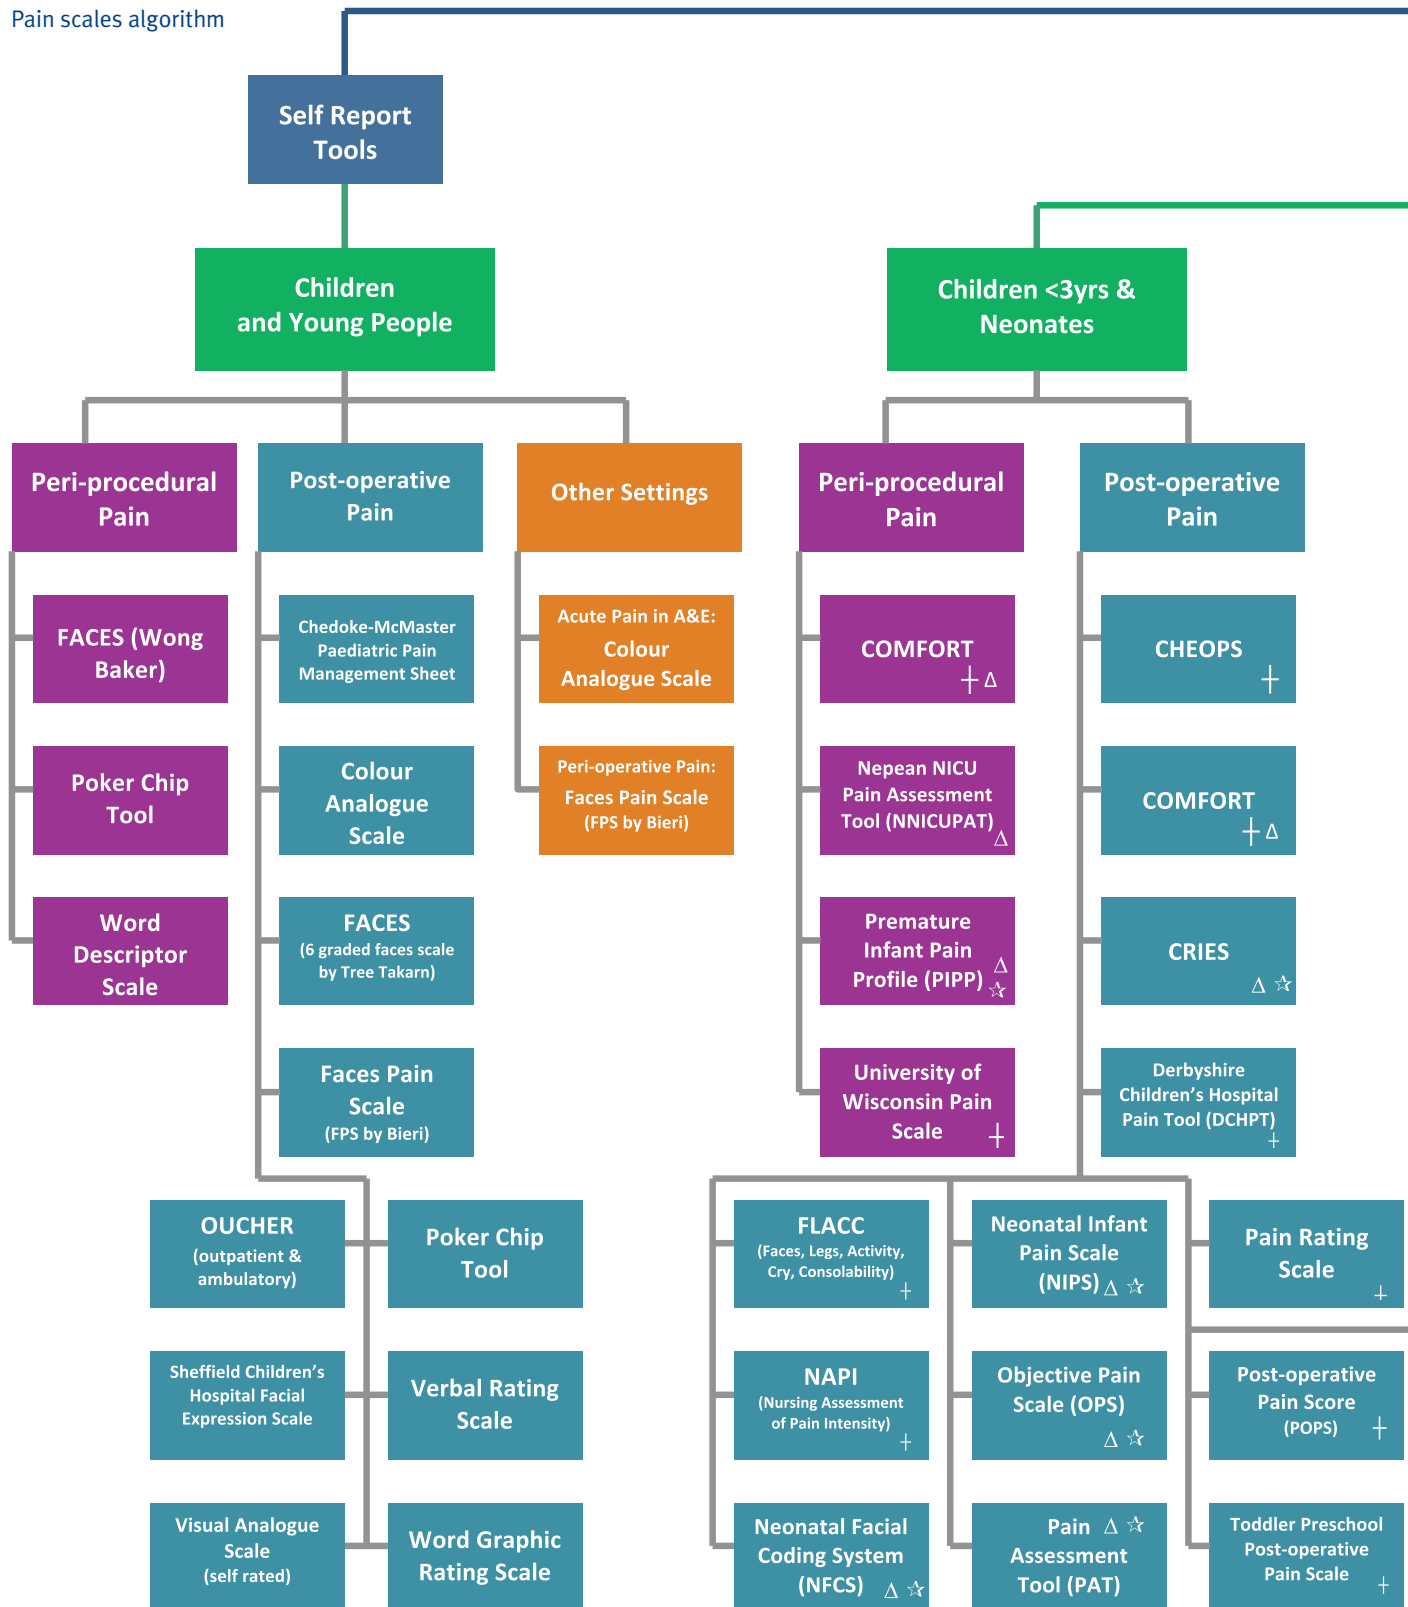 Pain scales algorithm
Self Report
Tools
Children
and Young People
Peri-procedural
Pain
FACES (Wong
Baker)
Poker Chip
Tool
Word
Descriptor
Scale
Post-operative
Pain
Chedoke-McMaster
Paediatric Pain
Management Sheet
Colour
Analogue
Scale
FACES
(6 graded faces scale
by Tree Takarn)
Faces Pain
Scale
(FPS by Bieri)
OUCHER
(outpatient &
ambulatory)
Poker Chip
Tool
Sheffield Children’s
Hospital Facial
Expression Scale
Verbal Rating
Scale
Visual Analogue
Scale
(self rated)
Word Graphic
Rating Scale
Other Settings
Acute Pain in A&E:
Colour
Analogue Scale
Peri-operative Pain:
Faces Pain Scale
(FPS by Bieri)
Children <3yrs &
Neonates
Peri-procedural
Pain
COMFORT
┼ Δ
Nepean NICU
Pain Assessment
Tool (NNICUPAT)
Δ
Premature
Infant Pain
Profile (PIPP) Δ
☆
University of
Wisconsin Pain
Scale ┼
Post-operative
Pain
CHEOPS
┼
COMFORT
┼ Δ
CRIES
Δ ☆
Derbyshire
Children’s Hospital
Pain Tool (DCHPT)
┼
FLACC
(Faces, Legs, Activity,
Cry, Consolability)
┼
Neonatal Infant
Pain Scale
(NIPS) Δ ☆
Pain Rating
Scale
┼
NAPI
(Nursing Assessment
of Pain Intensity)
┼
Objective Pain
Scale (OPS)
Δ ☆
Post-operative
Pain Score
(POPS) ┼
Neonatal Facial
Coding System
(NFCS) Δ ☆
Pain Δ ☆
Assessment
Tool (PAT)
Toddler Preschool
Post-operative
Pain Scale
┼